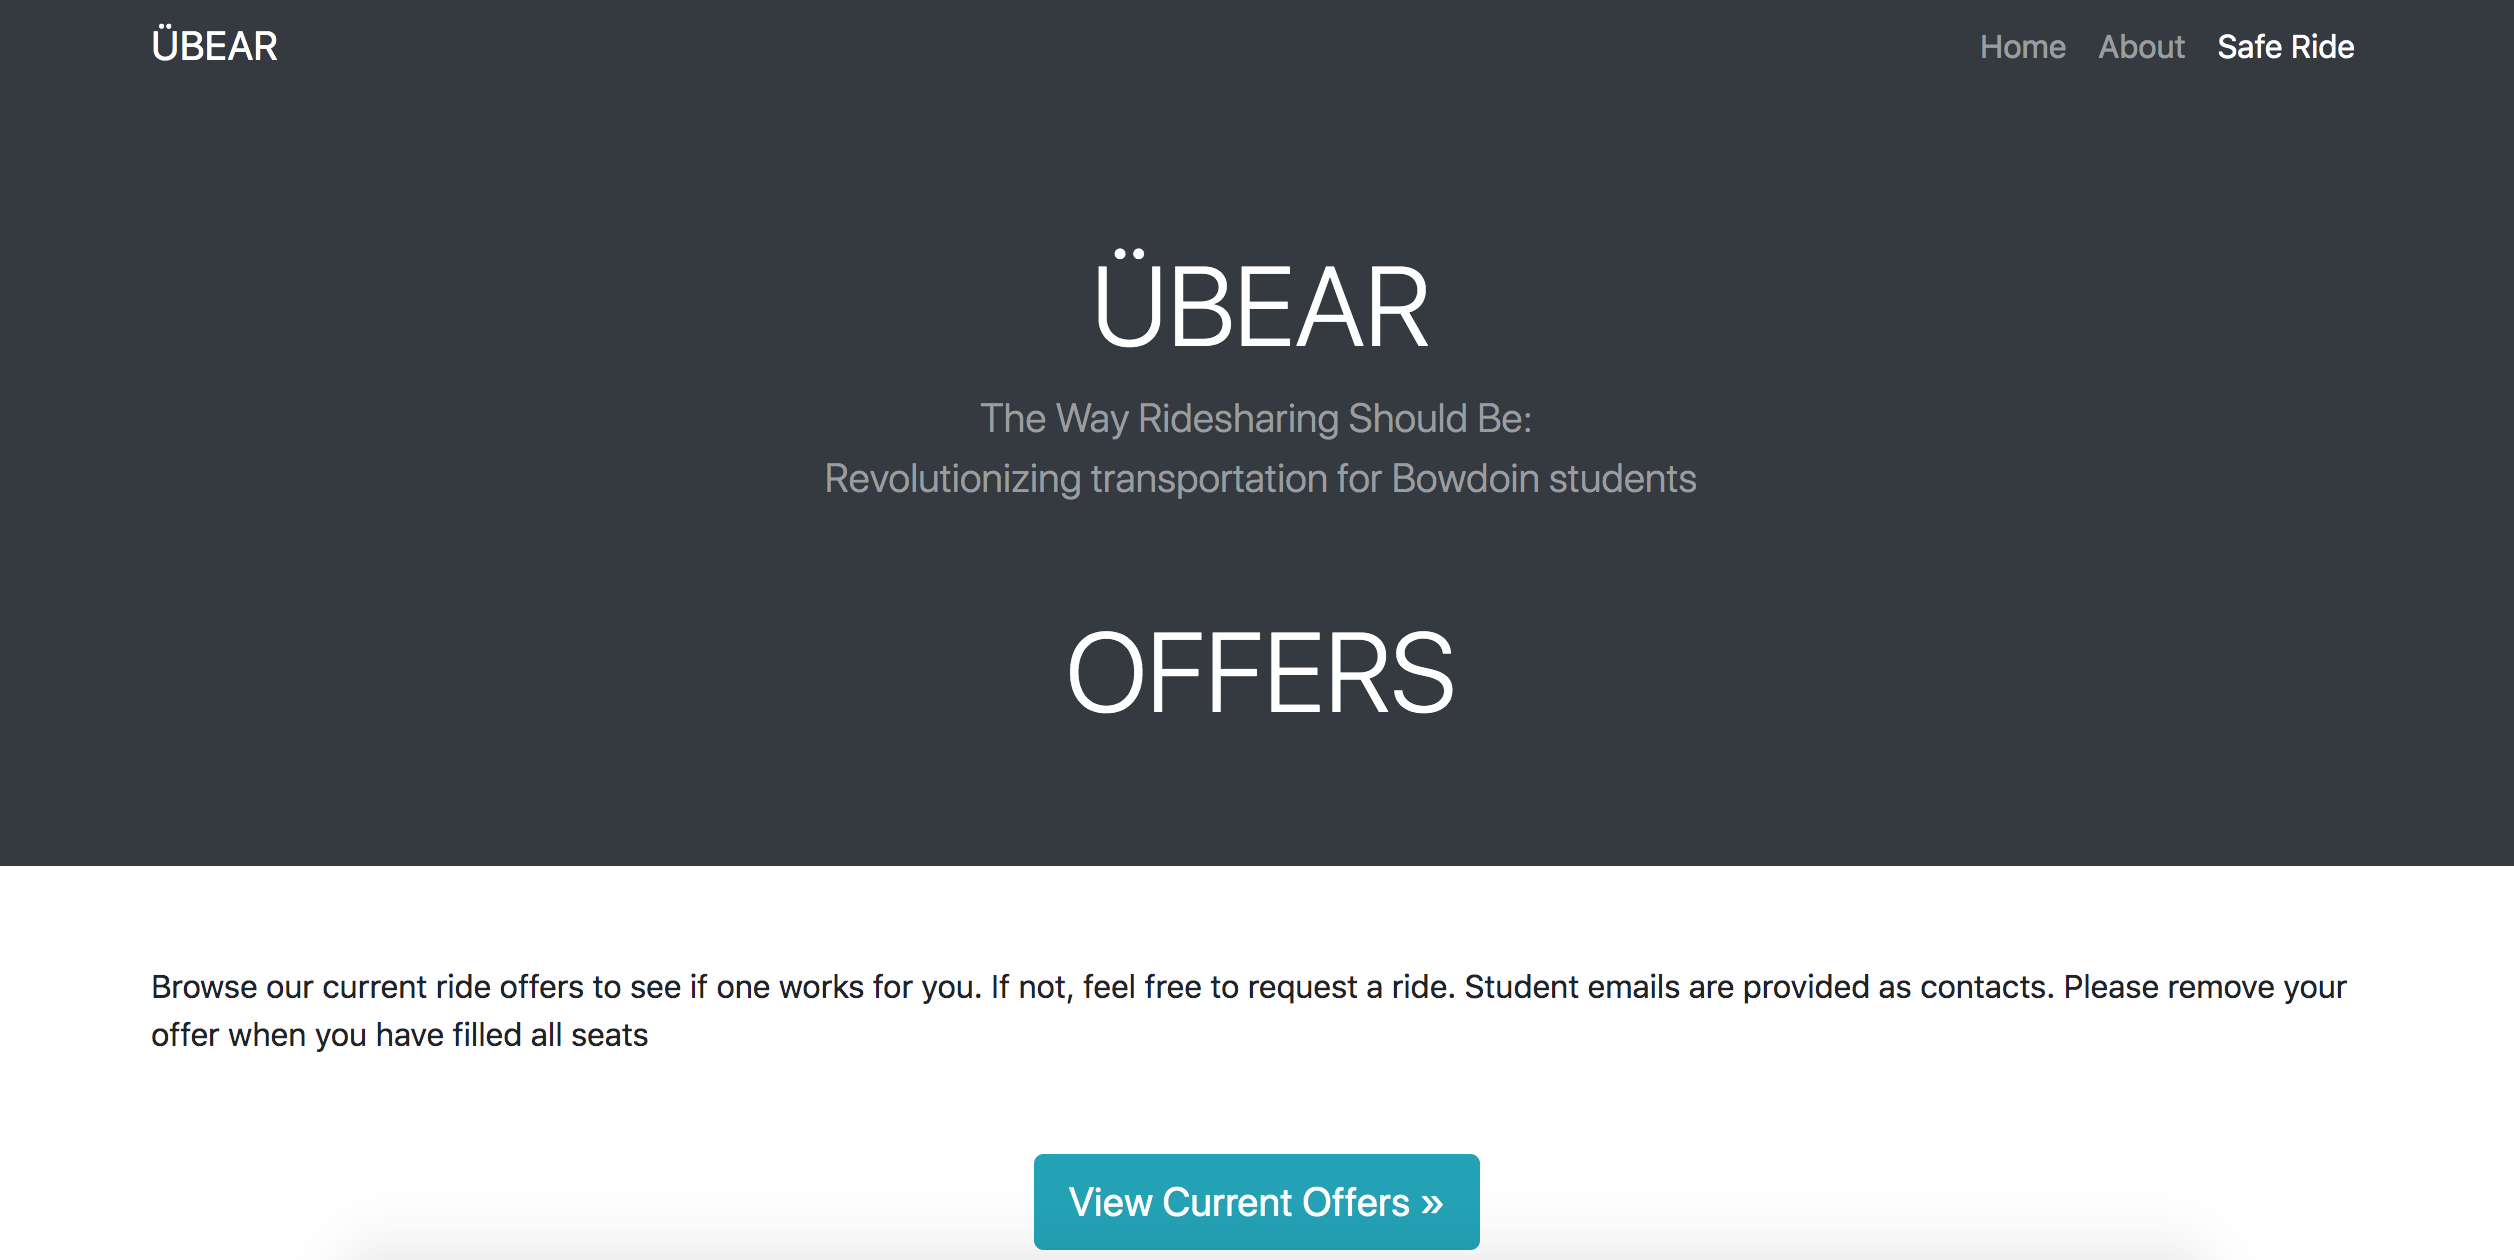 ÜBEAR
Home About Safe Ride
ÜBEAR
The Way Ridesharing Should Be:
Revolutionizing transportation for Bowdoin students
OFFERS
Browse our current ride offers to see if one works for you. If not, feel free to request a ride. Student emails are provided as contacts. Please remove your
offer when you have filled all seats
View Current Offers »